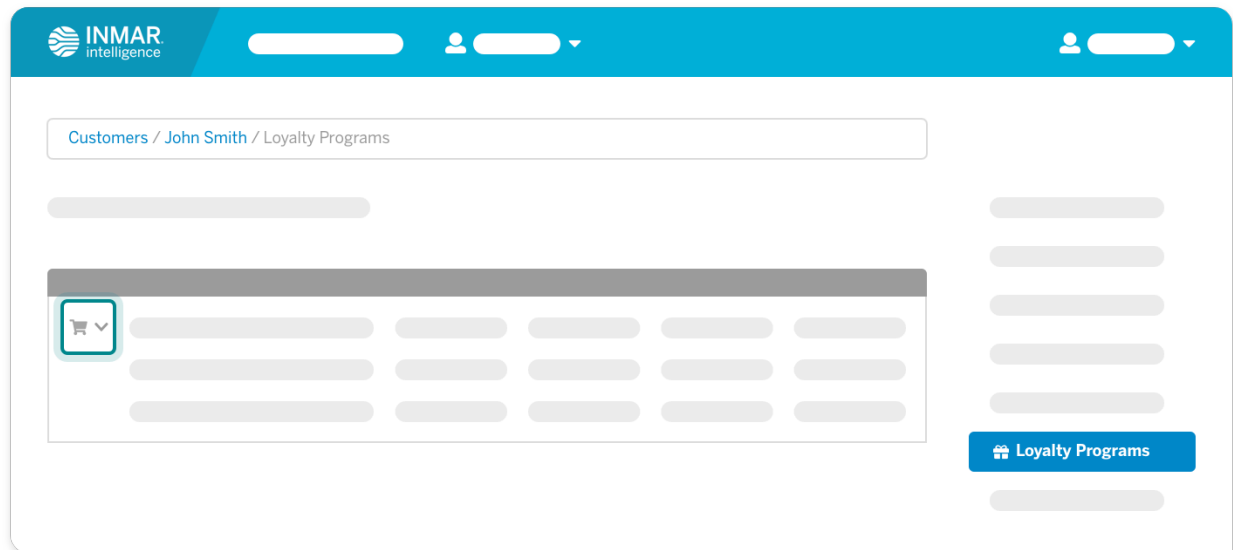 INMAR
intelligence
Customers / John Smith / Loyalty Programs
Loyalty Programs